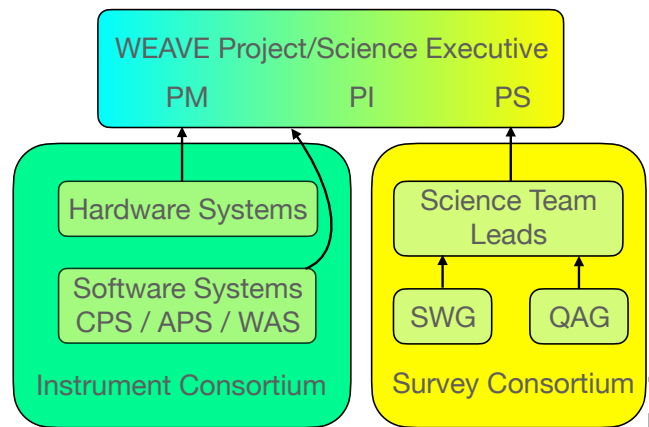 WEAVE Project/Science Executive
PM PI PS
Hardware Systems
Software Systems
CPS / APS / WAS
Instrument Consortium
Science Team
Leads
SWG QAG
Survey Consortium